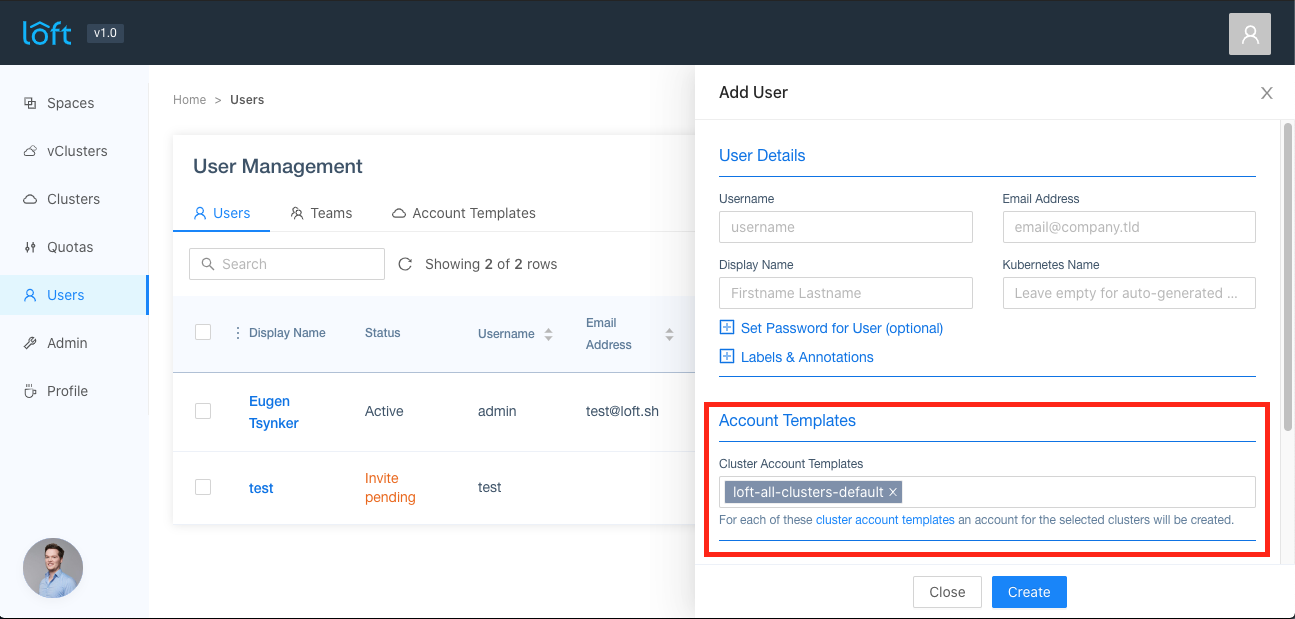 loft v1.0
Spaces
vClusters
Clusters
Quotas
Users
Admin
Profile
Home > Users
User Management
Users Teams Account Templates
Search Showing 2 of 2 rows
Display Name Status Username Email Address
Eugen Tsynker Active admin test@loft.sh
test Invite pending test
Add User
User Details
Username Email Address
username email@company.tld
Display Name Kubernetes Name
Firstname Lastname Leave empty for auto-generated ...
Set Password for User (optional)
Labels & Annotations
Account Templates
Cluster Account Templates
loft-all-clusters-default ×
For each of these cluster account templates an account for the selected clusters will be created.
Close Create